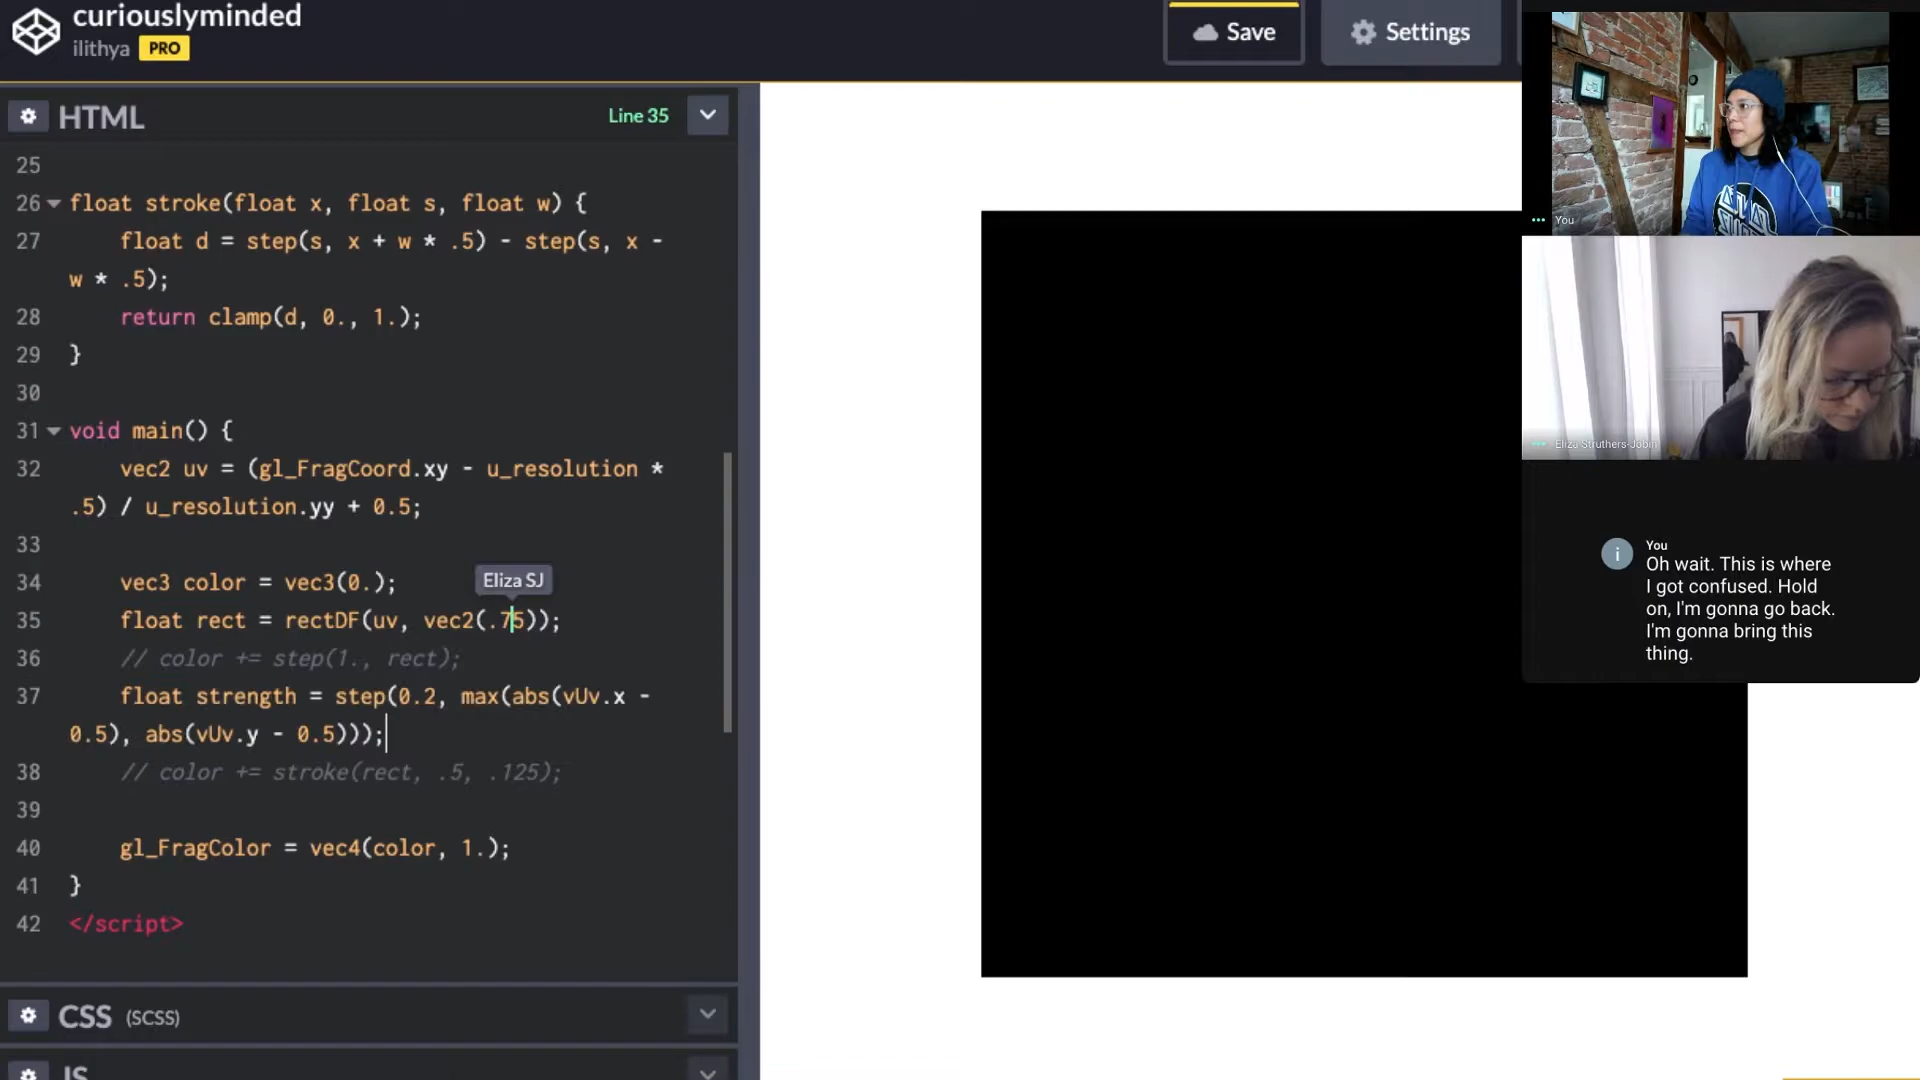 curiouslyminded
ilithya PRO
Save
Settings
HTML
Line 35
25
26 float stroke(float x, float s, float w) {
27 float d = step(s, x + w * .5) - step(s, x -
w * .5);
28 return clamp(d, 0., 1.);
29 }
30
31 void main() {
32 vec2 uv = (gl_FragCoord.xy - u_resolution *
.5) / u_resolution.yy + 0.5;
33
34 vec3 color = vec3(0.);
Eliza SJ
35 float rect = rectDF(uv, vec2(.75));
36 // color += step(1., rect);
37 float strength = step(0.2, max(abs(vUv.x -
0.5), abs(vUv.y - 0.5)));
38 // color += stroke(rect, .5, .125);
39
40 gl_FragColor = vec4(color, 1.);
41 }
42 </script>
CSS (SCSS)
JS
You
Eliza Struthers-Jobin
You
Oh wait. This is where
I got confused. Hold
on, I'm gonna go back.
I'm gonna bring this
thing.